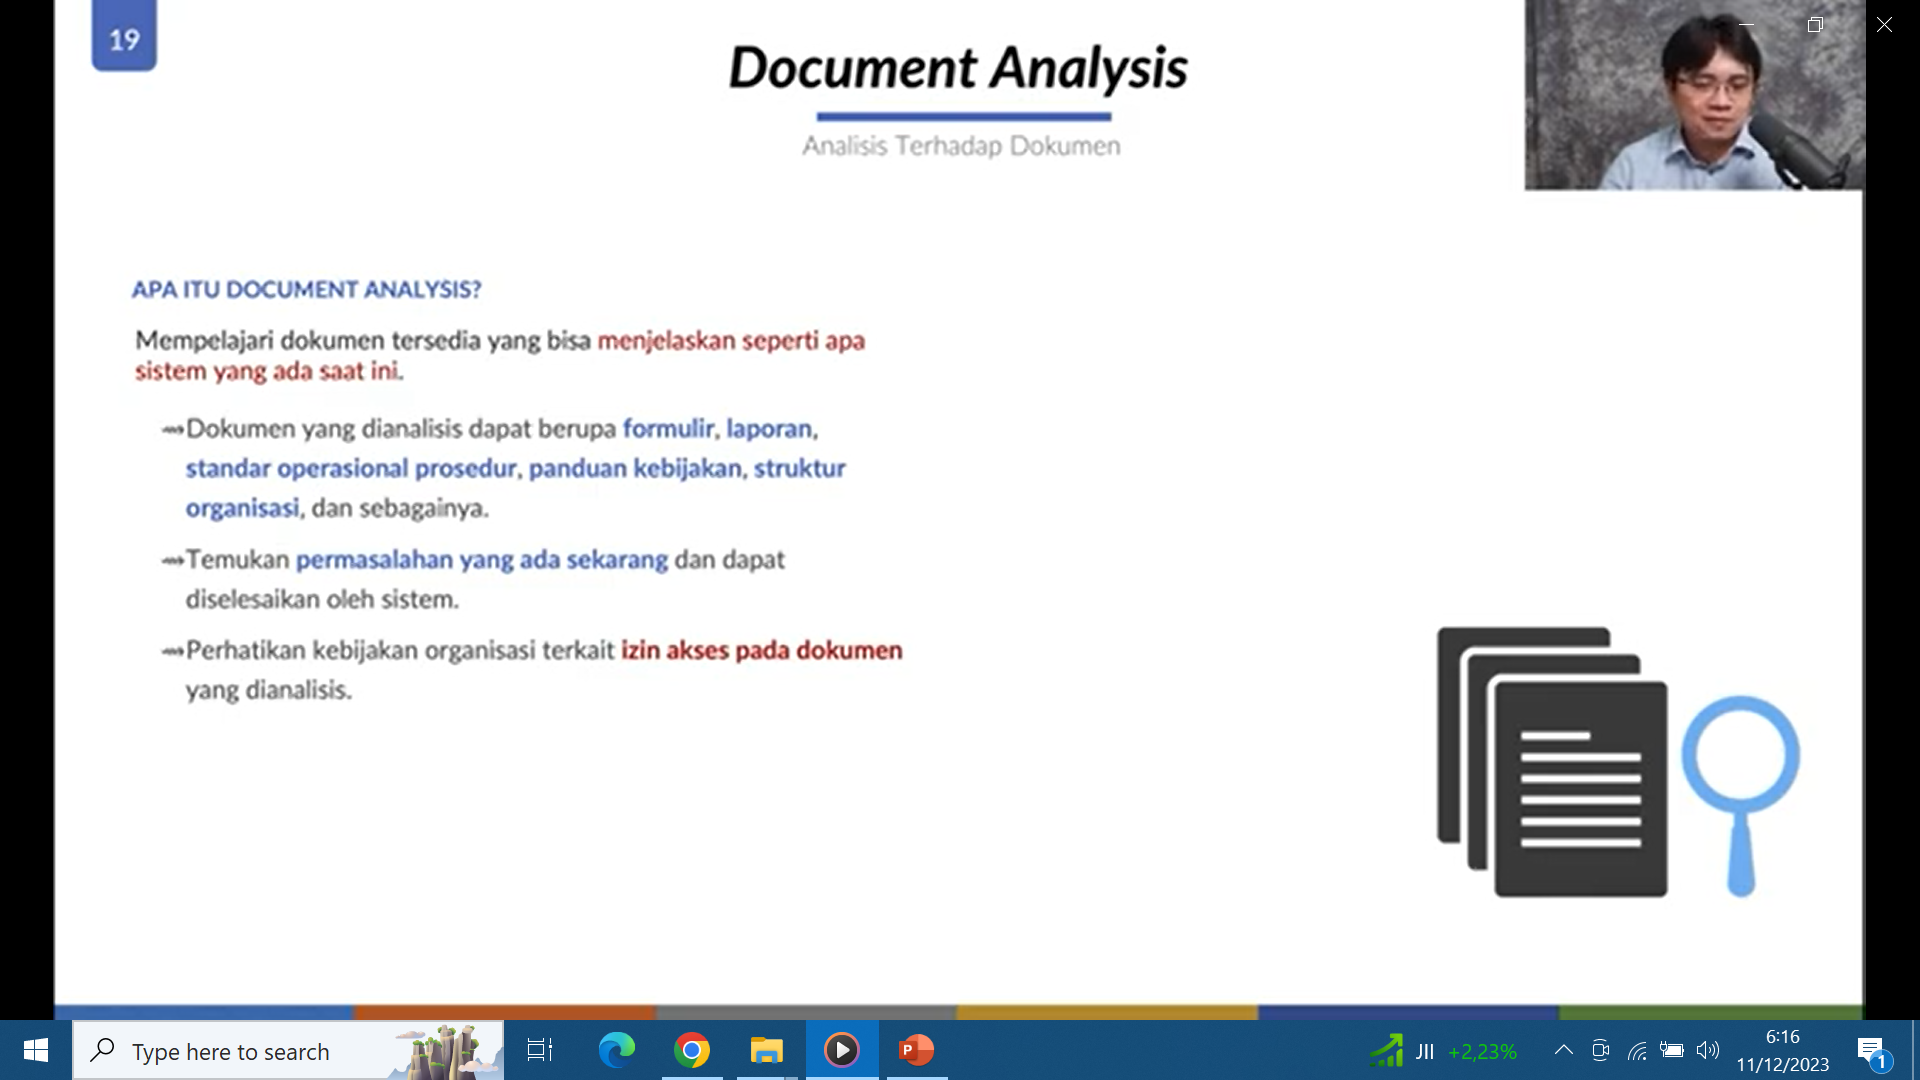 19
Document Analysis
Analisis Terhadap Dokumen
APA ITU DOCUMENT ANALYSIS?
Mempelajari dokumen tersedia yang bisa menjelaskan seperti apa
sistem yang ada saat ini.
Dokumen yang dianalisis dapat berupa formulir, laporan,
standar operasional prosedur, panduan kebijakan, struktur
organisasi, dan sebagainya.
Temukan permasalahan yang ada sekarang dan dapat
diselesaikan oleh sistem.
Perhatikan kebijakan organisasi terkait izin akses pada dokumen
yang dianalisis.
Type here to search
P
JII +2,23%
6:16
11/12/2023
1